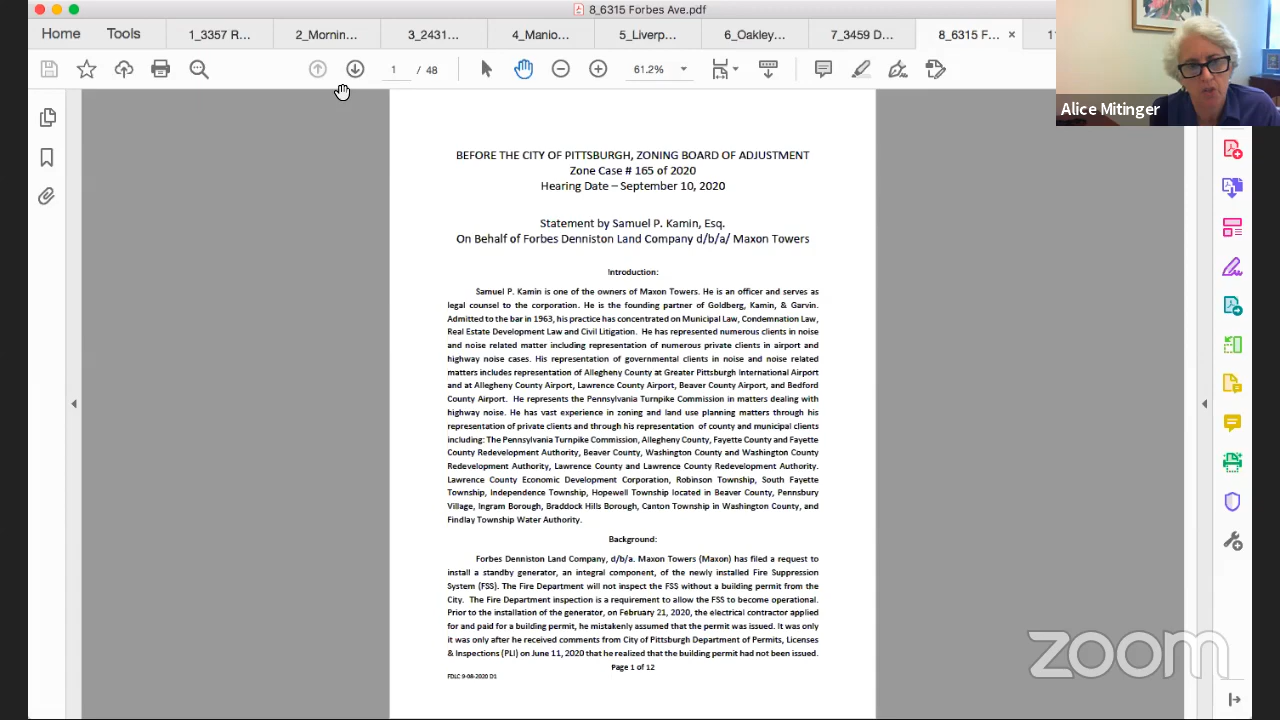 8_6315 Forbes Ave.pdf
Home Tools 1_3357 R... 2_Mornin... 3_2431... 4_Manio... 5_Liverp... 6_Oakley... 7_3459 D... 8_6315 F... ×
1 / 48 61.2%
Alice Mitinger
BEFORE THE CITY OF PITTSBURGH, ZONING BOARD OF ADJUSTMENT
Zone Case # 165 of 2020
Hearing Date – September 10, 2020
Statement by Samuel P. Kamin, Esq.
On Behalf of Forbes Denniston Land Company d/b/a/ Maxon Towers
Introduction:
Samuel P. Kamin is one of the owners of Maxon Towers. He is an officer and serves as
legal counsel to the corporation. He is the founding partner of Goldberg, Kamin, & Garvin.
Admitted to the bar in 1963, his practice has concentrated on Municipal Law, Condemnation Law,
Real Estate Development Law and Civil Litigation. He has represented numerous clients in noise
and noise related matter including representation of numerous private clients in airport and
highway noise cases. His representation of governmental clients in noise and noise related
matters includes representation of Allegheny County at Greater Pittsburgh International Airport
and at Allegheny County Airport, Lawrence County Airport, Beaver County Airport, and Bedford
County Airport. He represents the Pennsylvania Turnpike Commission in matters dealing with
highway noise. He has vast experience in zoning and land use planning matters through his
representation of private clients and through his representation of county and municipal clients
including: The Pennsylvania Turnpike Commission, Allegheny County, Fayette County and Fayette
County Redevelopment Authority, Beaver County, Washington County and Washington County
Redevelopment Authority, Lawrence County and Lawrence County Redevelopment Authority.
Lawrence County Economic Development Corporation, Robinson Township, South Fayette
Township, Independence Township, Hopewell Township located in Beaver County, Pennsbury
Village, Ingram Borough, Braddock Hills Borough, Canton Township in Washington County, and
Findlay Township Water Authority.
Background:
Forbes Denniston Land Company, d/b/a. Maxon Towers (Maxon) has filed a request to
install a standby generator, an integral component, of the newly installed Fire Suppression
System (FSS). The Fire Department will not inspect the FSS without a building permit from the
City. The Fire Department inspection is a requirement to allow the FSS to become operational.
Prior to the installation of the generator, on February 21, 2020, the electrical contractor applied
for and paid for a building permit, he mistakenly assumed that the permit was issued. It was only
it was only after he received comments from City of Pittsburgh Department of Permits, Licenses
& Inspections (PLI) on June 11, 2020 that he realized that the building permit had not been issued.
Page 1 of 12
FDLC 9-08-2020 D1
zoom